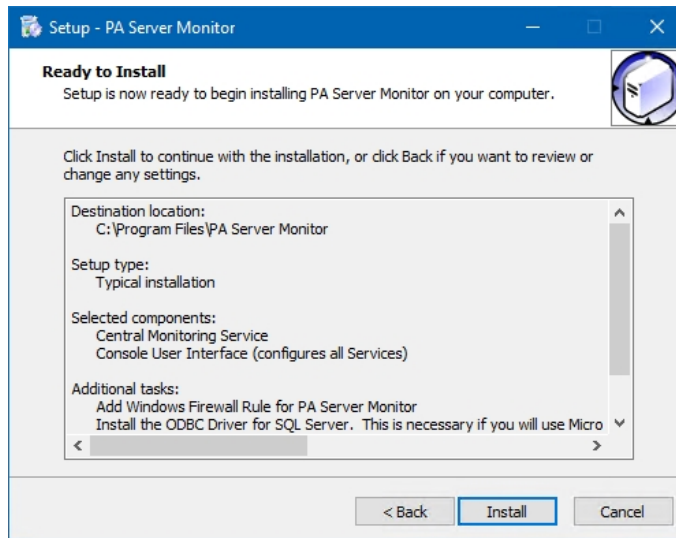 Setup - PA Server Monitor
Ready to Install
Setup is now ready to begin installing PA Server Monitor on your computer.
Click Install to continue with the installation, or click Back if you want to review or
change any settings.
Destination location:
C:\Program Files\PA Server Monitor
Setup type:
Typical installation
Selected components:
Central Monitoring Service
Console User Interface (configures all Services)
Additional tasks:
Add Windows Firewall Rule for PA Server Monitor
Install the ODBC Driver for SQL Server.  This is necessary if you will use Micro
< Back
Install
Cancel